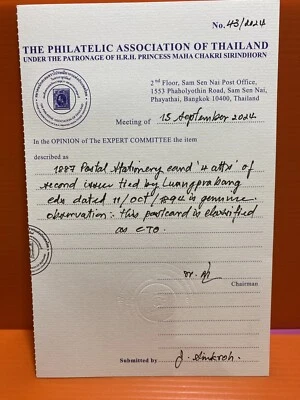 No. 43/2024
THE PHILATELIC ASSOCIATION OF THAILAND
UNDER THE PATRONAGE OF H.R.H. PRINCESS MAHA CHAKRI SIRINDHORN
2nd Floor, Sam Sen Nai Post Office,
1553 Phaholyothin Road, Sam Sen Nai,
Phayathai, Bangkok 10400, Thailand
Meeting of 15 September 2024
In the OPINION of The EXPERT COMMITTEE the item
described as
1887 Postal Stationery card '4 atts' of
second issue tied by Luangprabang
cds dated 11/Oct/1894 is genuine.
observation: this postcard is classified
as CTO.
Chairman
Submitted by